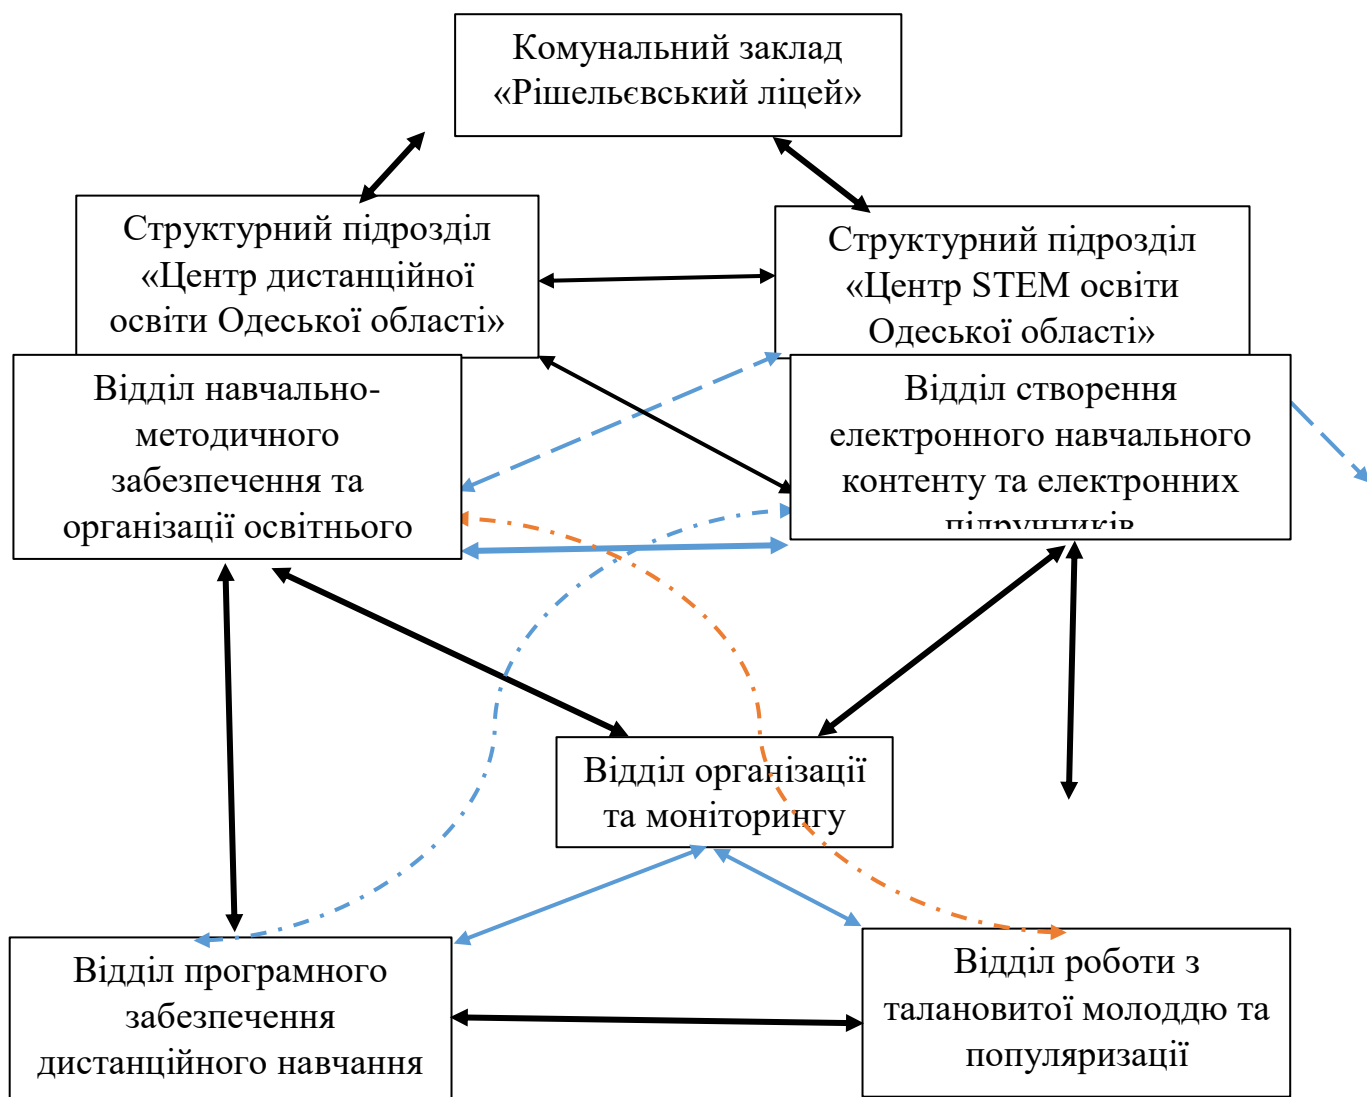 Комунальний заклад
«Рішельєвський ліцей»
Структурний підрозділ
«Центр дистанційної
освіти Одеської області»
Структурний підрозділ
«Центр STEM освіти
Одеської області»
Відділ навчально-
методичного
забезпечення та
організації освітнього
Відділ створення
електронного навчального
контенту та електронних
підручників
Відділ організації
та моніторингу
Відділ програмного
забезпечення
дистанційного навчання
Відділ роботи з
талановитої молоддю та
популяризації